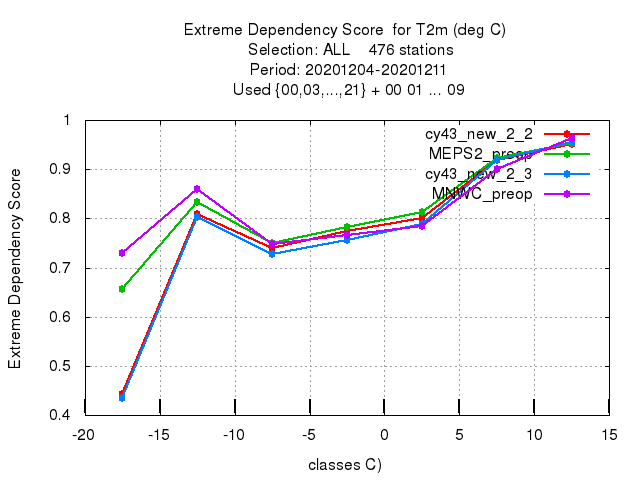 Extreme Dependency Score  for T2m (deg C)
Selection: ALL    476 stations
Period: 20201204-20201211
Used {00,03,...,21} + 00 01 ... 09
Extreme Dependency Score
1
0.9
0.8
0.7
0.6
0.5
0.4
cy43_new_2_2
MEPS2_preop
cy43_new_2_3
MNWC_preop
-20 -15 -10 -5 0 5 10 15
classes C)